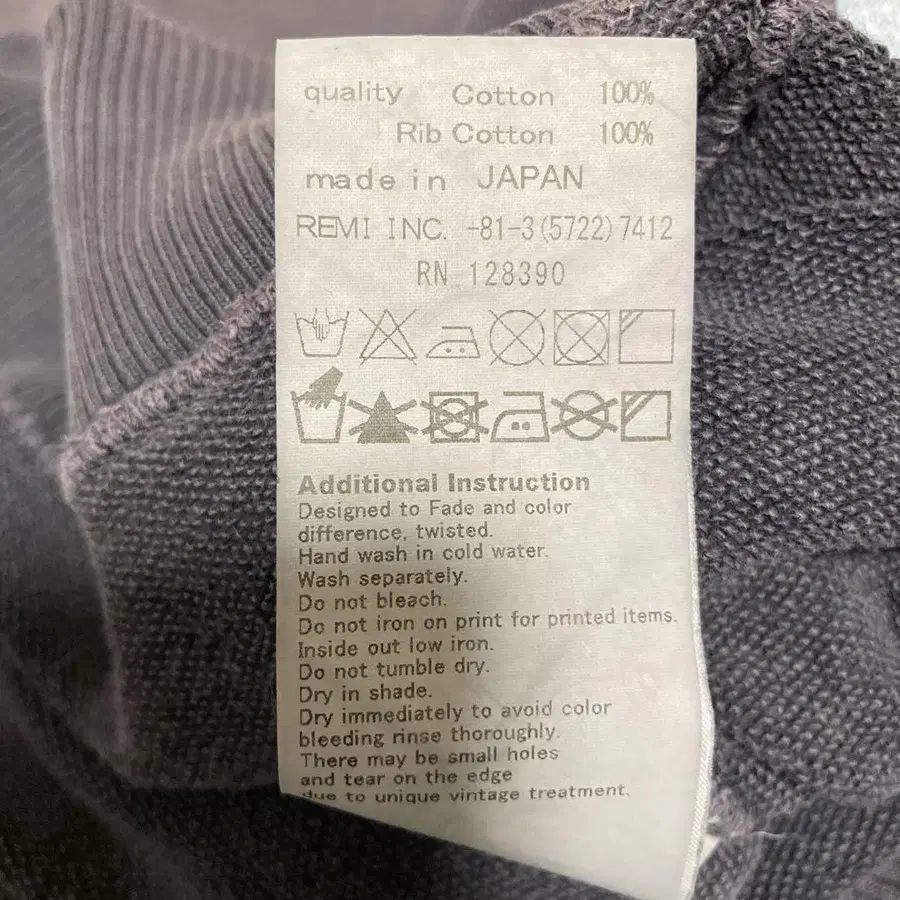 quality Cotton 100%
Rib Cotton 100%
made in JAPAN
REMI INC. +81-3(5722)7412
RN 128390
Additional Instruction
Designed to Fade and color
difference, twisted.
Hand wash in cold water.
Wash separately.
Do not bleach.
Do not iron on print for printed items.
Inside out low iron.
Do not tumble dry.
Dry in shade.
Dry immediately to avoid color
bleeding rinse thoroughly.
There may be small holes
and tear on the edge
due to unique vintage treatment.